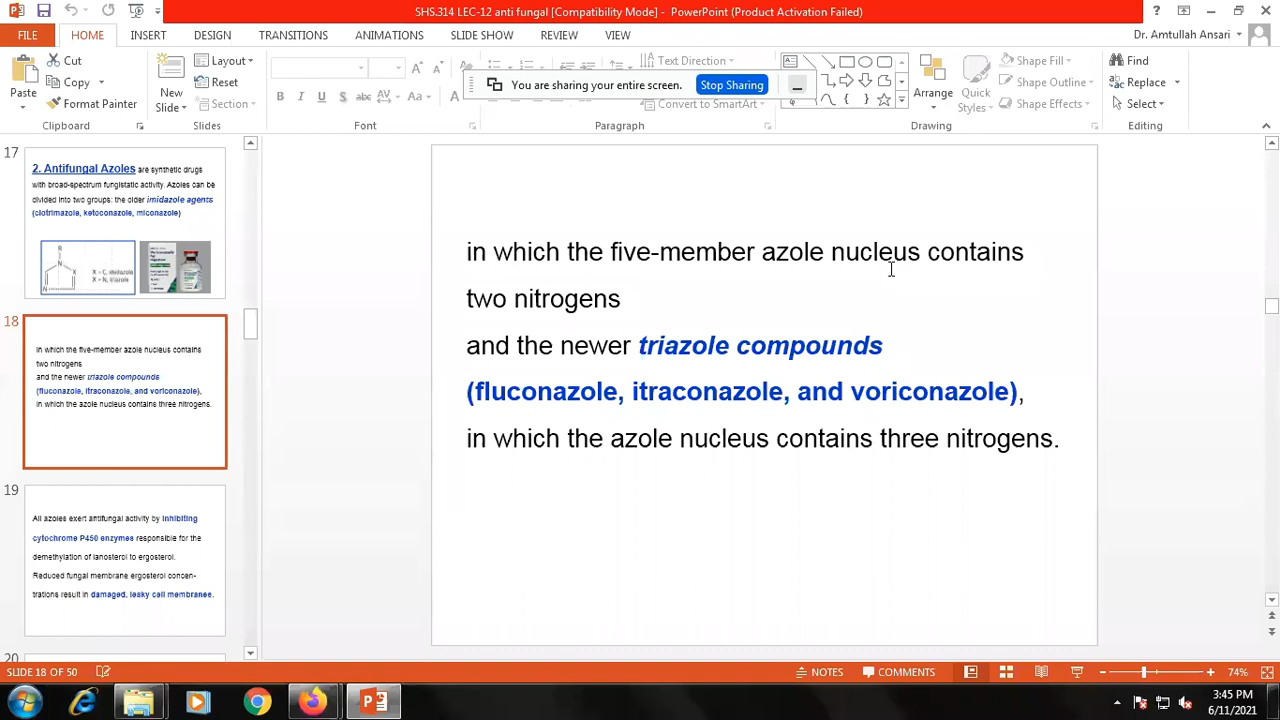 SHS.314 LEC-12 anti fungal [Compatibility Mode] - PowerPoint (Product Activation Failed)
FILE HOME INSERT DESIGN TRANSITIONS ANIMATIONS SLIDE SHOW REVIEW VIEW Dr. Amtullah Ansari
Paste
Cut
Copy
Format Painter
Clipboard
New
Slide
Layout
Reset
Section
Slides
Font
Text Direction
Convert to SmartArt
Paragraph
You are sharing your entire screen. Stop Sharing
Arrange
Quick
Styles
Shape Fill
Shape Outline
Shape Effects
Drawing
Find
Replace
Select
Editing
17
2. Antifungal Azoles are synthetic drugs
with broad-spectrum fungistatic activity. Azoles can be
divided into two groups: the older imidazole agents
(clotrimazole, ketoconazole, miconazole)
R
N
X
N
X = C, imidazole
X = N, triazole
18
in which the five-member azole nucleus contains
two nitrogens
and the newer triazole compounds
(fluconazole, itraconazole, and voriconazole),
in which the azole nucleus contains three nitrogens.
19
All azoles exert antifungal activity by inhibiting
cytochrome P450 enzymes responsible for the
demethylation of lanosterol to ergosterol.
Reduced fungal membrane ergosterol concen-
trations result in damaged, leaky cell membranes.
20
in which the five-member azole nucleus contains
two nitrogens
and the newer triazole compounds
(fluconazole, itraconazole, and voriconazole),
in which the azole nucleus contains three nitrogens.
SLIDE 18 OF 50 NOTES COMMENTS 74%
3:45 PM
6/11/2021